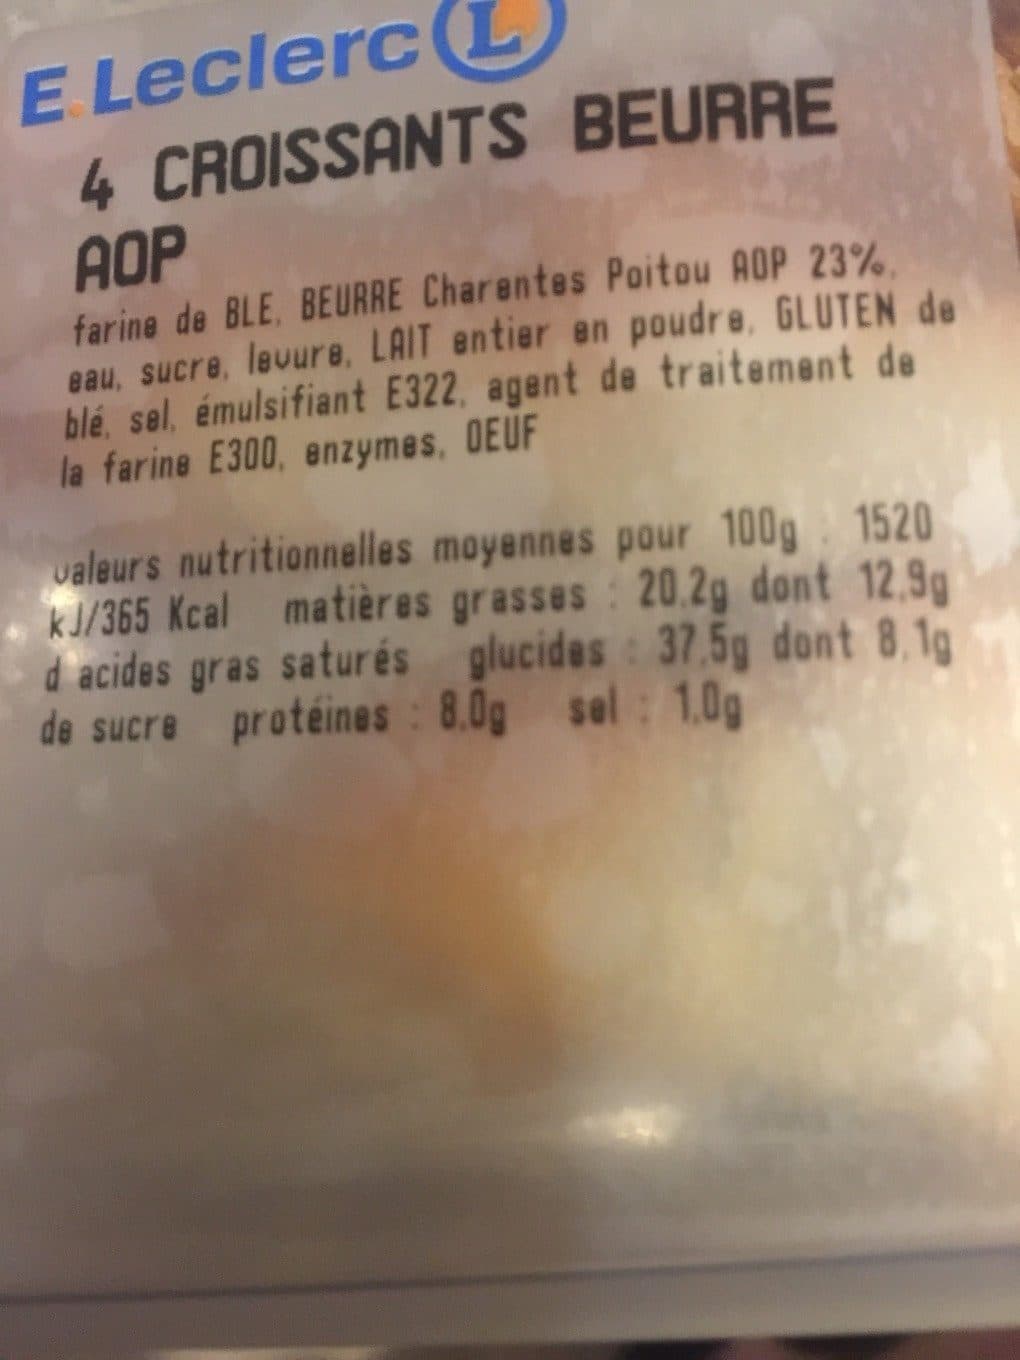 E.Leclerc L
4 CROISSANTS BEURRE
AOP
farine de BLE, BEURRE Charentes Poitou AOP 23%,
eau, sucre, levure, LAIT entier en poudre, GLUTEN de
blé, sel, émulsifiant E322, agent de traitement de
la farine E300, enzymes, OEUF
valeurs nutritionnelles moyennes pour 100g : 1520
kJ/365 Kcal matières grasses : 20,2g dont 12,9g
d acides gras saturés glucides : 37,5g dont 8,1g
de sucre protéines : 8,0g sel : 1,0g